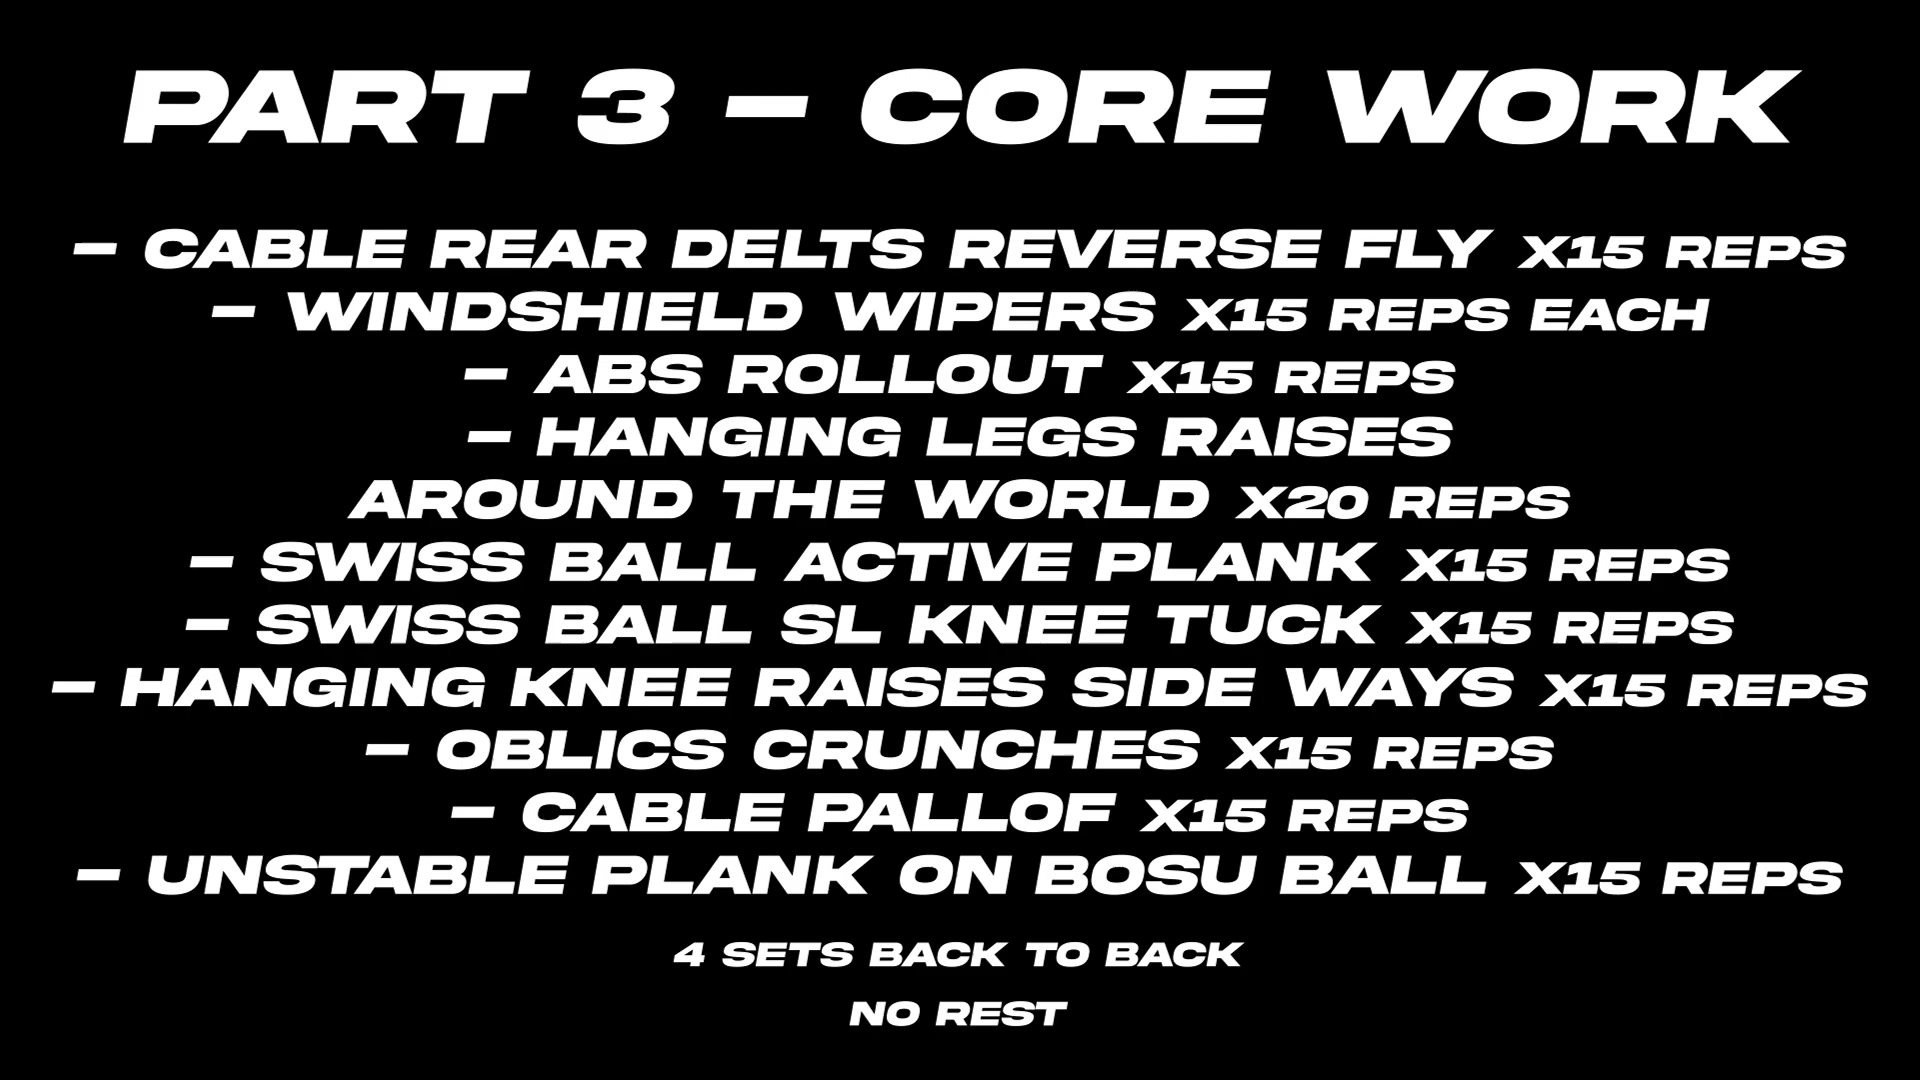 PART 3 – CORE WORK
– CABLE REAR DELTS REVERSE FLY X15 REPS
– WINDSHIELD WIPERS X15 REPS EACH
– ABS ROLLOUT X15 REPS
– HANGING LEGS RAISES
AROUND THE WORLD X20 REPS
– SWISS BALL ACTIVE PLANK X15 REPS
– SWISS BALL SL KNEE TUCK X15 REPS
– HANGING KNEE RAISES SIDE WAYS X15 REPS
– OBLICS CRUNCHES X15 REPS
– CABLE PALLOF X15 REPS
– UNSTABLE PLANK ON BOSU BALL X15 REPS
4 SETS BACK TO BACK
NO REST